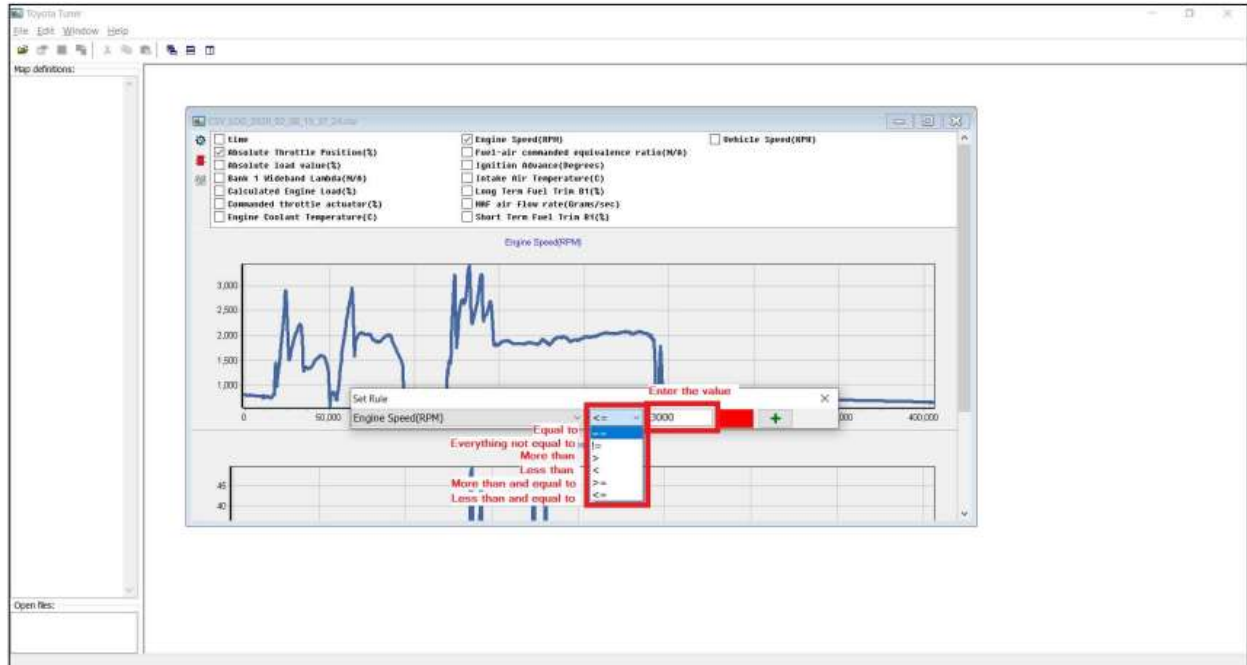 Toyota Tuner
File Edit Window Help
Map definitions:
time
Absolute Throttle Position(%)
Absolute load value(%)
Bank 1 Wideband Lambda(N/A)
Calculated Engine Load(%)
Commanded throttle actuator(%)
Engine Coolant Temperature(C)
Engine Speed(RPM)
Fuel-air commanded equivalence ratio(N/A)
Ignition Advance(Degrees)
Intake Air Temperature(C)
Long Term Fuel Trim B1(%)
MAF air flow rate(Grams/sec)
Short Term Fuel Trim B1(%)
Vehicle Speed(KPH)
Engine Speed(RPM)
3,000
2,500
2,000
1,500
1,000
0
50,000
400,000
Enter the value
Set Rule
Engine Speed(RPM)
<=
3000
Equal to
==
Everything not equal to
!=
More than
>
Less than
<
More than and equal to
>=
Less than and equal to
<=
45
40
Open files: